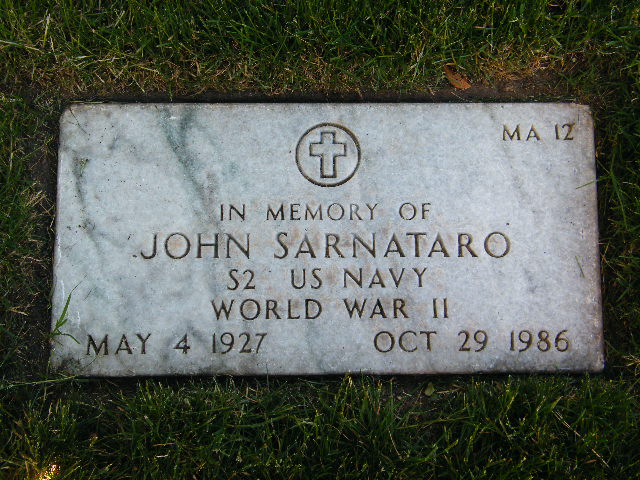 MA 12
IN MEMORY OF
JOHN SARNATARO
S2 US NAVY
WORLD WAR II
MAY 4 1927 OCT 29 1986